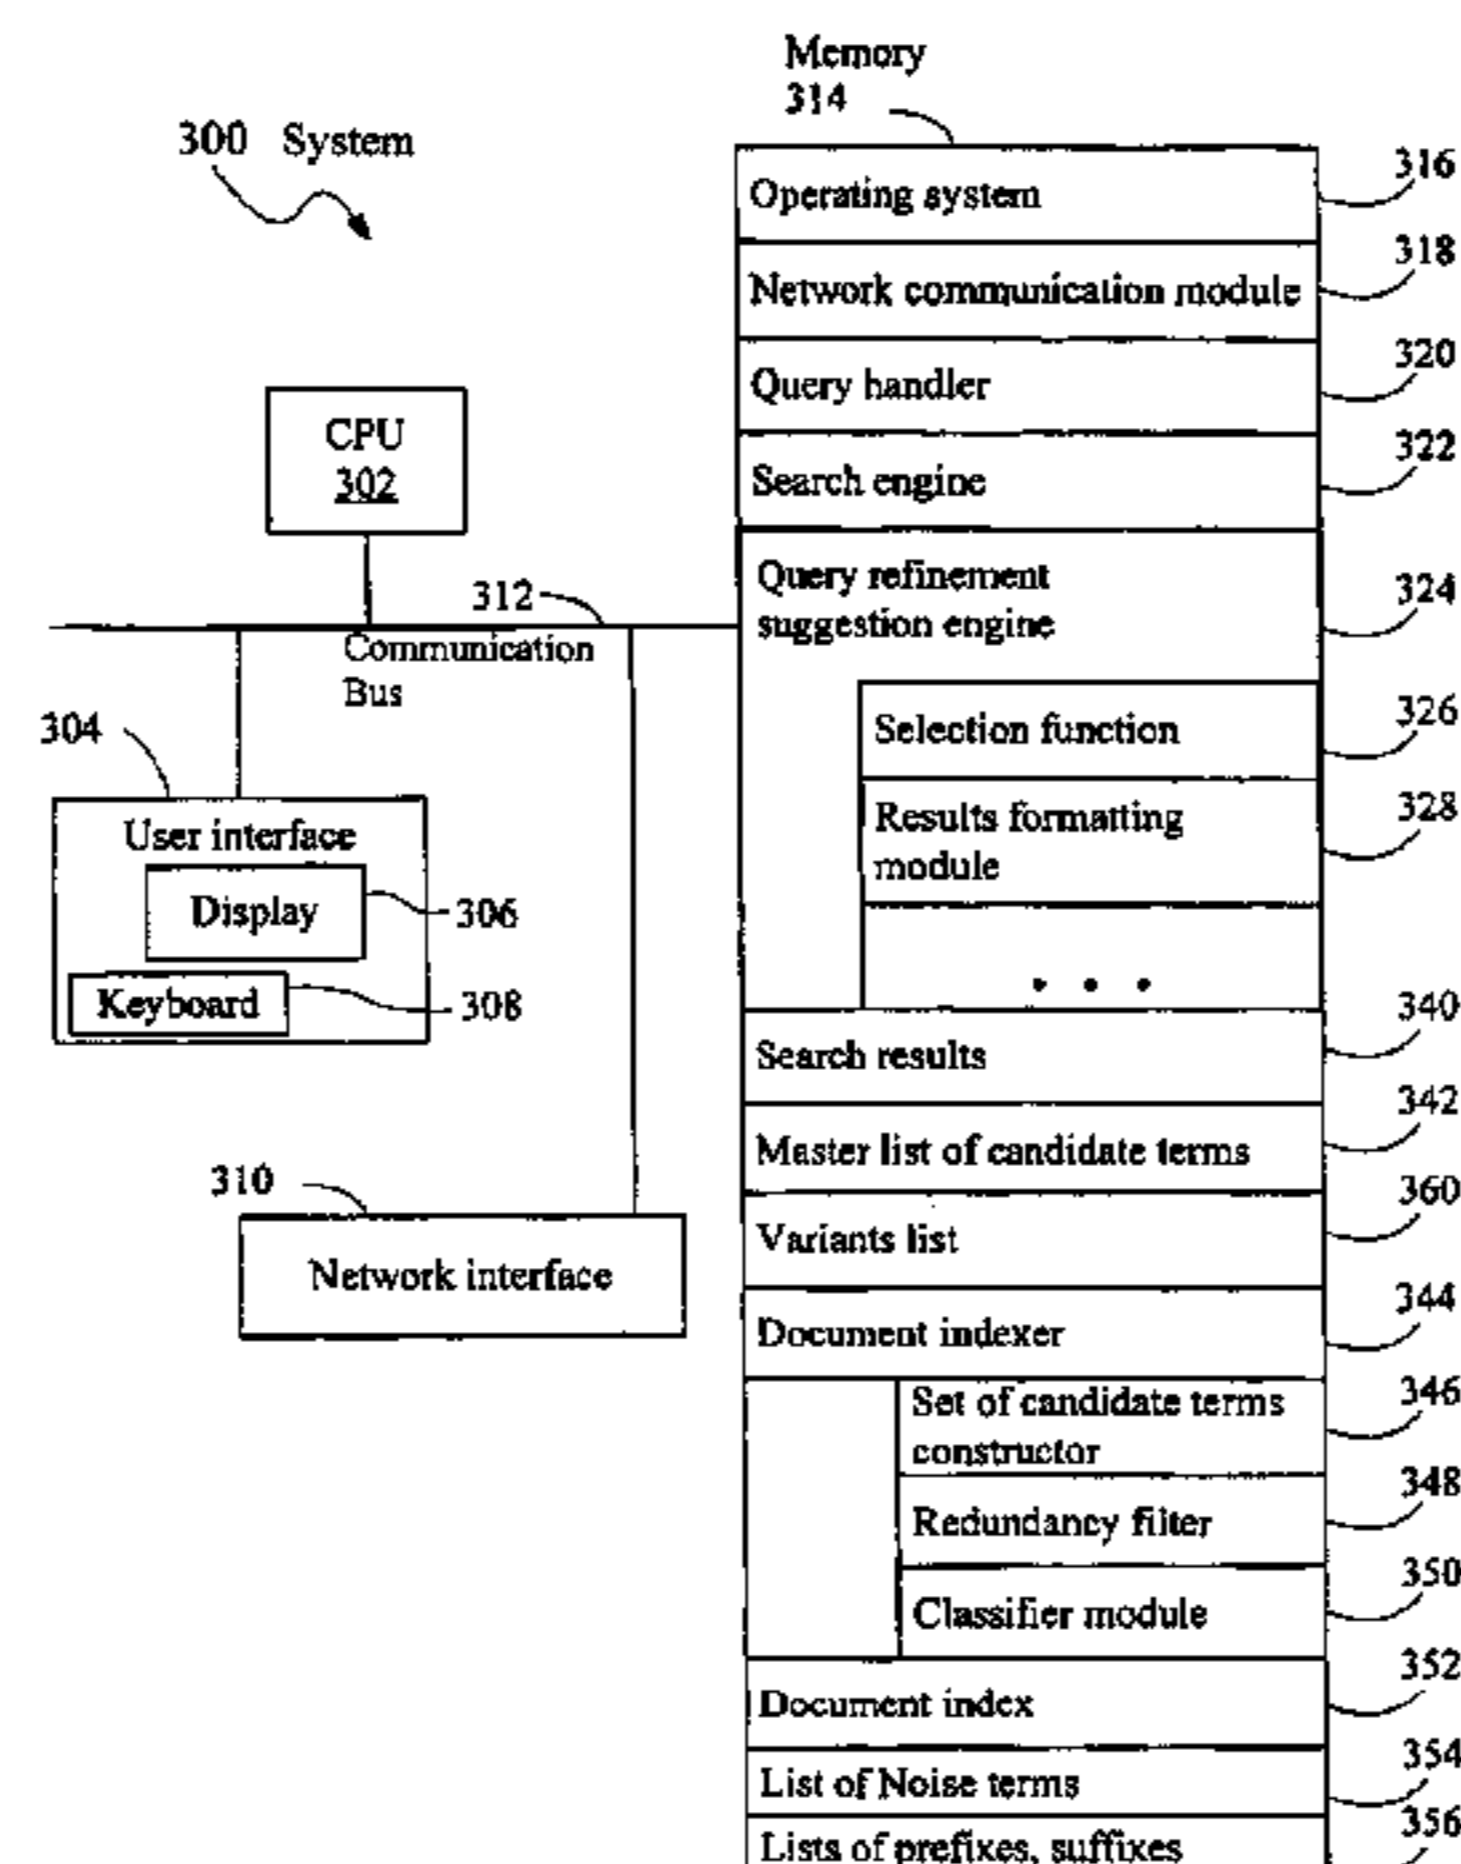 Memory
314
300 System
Operating system
316
Network communication module
318
Query handler
320
CPU
302
Search engine
322
312
Communication
Bus
Query refinement
suggestion engine
324
Selection function
326
Results formatting
module
328
. . .
304
User interface
Display
306
Keyboard
308
Search results
340
Master list of candidate terms
342
310
Network interface
Variants list
360
Document indexer
344
Set of candidate terms
constructor
346
Redundancy filter
348
Classifier module
350
Document index
352
List of Noise terms
354
Lists of prefixes, suffixes
356